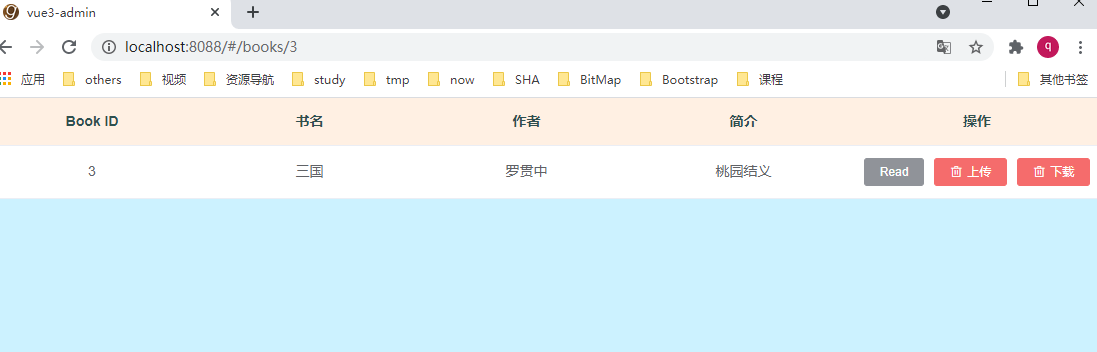 vue3-admin
localhost:8088/#/books/3
q
应用 others 视频 资源导航 study tmp now SHA BitMap Bootstrap 课程 其他书签
Book ID 书名 作者 简介 操作
3 三国 罗贯中 桃园结义 Read 上传 下载